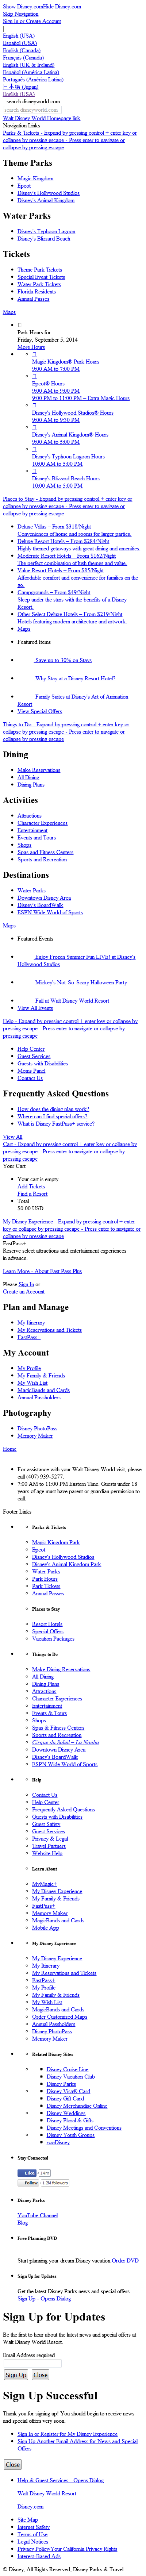 Show Disney.comHide Disney.com
Skip Navigation
Sign In or Create Account
|
English (USA)
Español (USA)
English (Canada)
Français (Canada)
English (UK & Ireland)
Español (América Latina)
Português (América Latina)
日本語 (Japan)
English (USA)
- search disneyworld.com
search disneyworld.com
Walt Disney World Homepage link
Navigation Links
Parks & Tickets - Expand by pressing control + enter key or
collapse by pressing escape - Press enter to navigate or
collapse by pressing escape
Theme Parks
Magic Kingdom
Epcot
Disney's Hollywood Studios
Disney's Animal Kingdom
Water Parks
Disney's Typhoon Lagoon
Disney's Blizzard Beach
Tickets
Theme Park Tickets
Special Event Tickets
Water Park Tickets
Florida Residents
Annual Passes
Maps
Park Hours for
Friday, September 5, 2014
More Hours
Magic Kingdom® Park Hours
9:00 AM to 7:00 PM
Epcot® Hours
9:00 AM to 9:00 PM
9:00 PM to 11:00 PM – Extra Magic Hours
Disney's Hollywood Studios® Hours
9:00 AM to 9:30 PM
Disney's Animal Kingdom® Hours
9:00 AM to 5:00 PM
Disney's Typhoon Lagoon Hours
10:00 AM to 5:00 PM
Disney's Blizzard Beach Hours
10:00 AM to 5:00 PM
Places to Stay - Expand by pressing control + enter key or
collapse by pressing escape - Press enter to navigate or
collapse by pressing escape
Deluxe Villas ~ From $318/Night
Conveniences of home and rooms for larger parties.
Deluxe Resort Hotels ~ From $284/Night
Highly themed getaways with great dining and amenities.
Moderate Resort Hotels ~ From $162/Night
The perfect combination of lush themes and value.
Value Resort Hotels ~ From $85/Night
Affordable comfort and convenience for families on the
go.
Campgrounds ~ From $49/Night
Sleep under the stars with the benefits of a Disney
Resort.
Other Select Deluxe Hotels ~ From $219/Night
Hotels featuring modern architecture and artwork.
Maps
Featured Items
Save up to 30% on Stays
Why Stay at a Disney Resort Hotel?
Family Suites at Disney's Art of Animation
Resort
View Special Offers
Things to Do - Expand by pressing control + enter key or
collapse by pressing escape - Press enter to navigate or
collapse by pressing escape
Dining
Make Reservations
All Dining
Dining Plans
Activities
Attractions
Character Experiences
Entertainment
Events and Tours
Shops
Spas and Fitness Centers
Sports and Recreation
Destinations
Water Parks
Downtown Disney Area
Disney's BoardWalk
ESPN Wide World of Sports
Maps
Featured Events
Enjoy Frozen Summer Fun LIVE! at Disney's
Hollywood Studios
Mickey's Not-So-Scary Halloween Party
Fall at Walt Disney World Resort
View All Events
Help - Expand by pressing control + enter key or collapse by
pressing escape - Press enter to navigate or collapse by
pressing escape
Help Center
Guest Services
Guests with Disabilities
Moms Panel
Contact Us
Frequently Asked Questions
How does the dining plan work?
Where can I find special offers?
What is Disney FastPass+ service?
View All
Cart - Expand by pressing control + enter key or collapse by
pressing escape - Press enter to navigate or collapse by
pressing escape
Your Cart
Your cart is empty.
Add Tickets
Find a Resort
Total
$0.00 USD
My Disney Experience - Expand by pressing control + enter
key or collapse by pressing escape - Press enter to navigate or
collapse by pressing escape
FastPass+
Reserve select attractions and entertainment experiences
in advance.
Learn More - About Fast Pass Plus
Please Sign In or
Create an Account
Plan and Manage
My Itinerary
My Reservations and Tickets
FastPass+
My Account
My Profile
My Family & Friends
My Wish List
MagicBands and Cards
Annual Passholders
Photography
Disney PhotoPass
Memory Maker
Home
For assistance with your Walt Disney World visit, please
call (407) 939-5277.
7:00 AM to 11:00 PM Eastern Time. Guests under 18
years of age must have parent or guardian permission to
call.
Footer Links
Parks & Tickets
Magic Kingdom Park
Epcot
Disney's Hollywood Studios
Disney's Animal Kingdom Park
Water Parks
Park Hours
Park Tickets
Annual Passes
Places to Stay
Resort Hotels
Special Offers
Vacation Packages
Things to Do
Make Dining Reservations
All Dining
Dining Plans
Attractions
Character Experiences
Entertainment
Events & Tours
Shops
Spas & Fitness Centers
Sports and Recreation
Cirque du Soleil – La Nouba
Downtown Disney Area
Disney's BoardWalk
ESPN Wide World of Sports
Help
Contact Us
Help Center
Frequently Asked Questions
Guests with Disabilities
Guest Safety
Guest Services
Privacy & Legal
Travel Partners
Website Help
Learn About
MyMagic+
My Disney Experience
My Family & Friends
FastPass+
Memory Maker
MagicBands and Cards
Mobile App
My Disney Experience
My Disney Experience
My Itinerary
My Reservations and Tickets
FastPass+
My Profile
My Family & Friends
My Wish List
MagicBands and Cards
Order Customized Maps
Annual Passholders
Disney PhotoPass
Memory Maker
Related Disney Sites
Disney Cruise Line
Disney Vacation Club
Disney Parks
Disney Visa® Card
Disney Gift Card
Disney Merchandise Online
Disney Weddings
Disney Floral & Gifts
Disney Meetings and Conventions
Disney Youth Groups
runDisney
Stay Connected
Like
Follow
Disney Parks
YouTube Channel
Blog
Free Planning DVD
Start planning your dream Disney vacation.Order DVD
Sign Up for Updates
Get the latest Disney Parks news and special offers.
Sign Up - Opens Dialog
Sign Up for Updates
Be the first to hear about the latest news and special offers at
the Walt Disney World Resort.
Email Address required
Sign Up Close
Sign Up Successful
Thank you for signing up! You should begin to receive news
and special offers very soon.
Sign In or Register for My Disney Experience
Sign Up Another Email Address for News and Special
Offers
Close
Help & Guest Services - Opens Dialog
Walt Disney World Resort
Disney.com
Site Map
Internet Safety
Terms of Use
Legal Notices
Privacy Policy/Your California Privacy Rights
Interest-Based Ads
© Disney, All Rights Reserved, Disney Parks & Travel